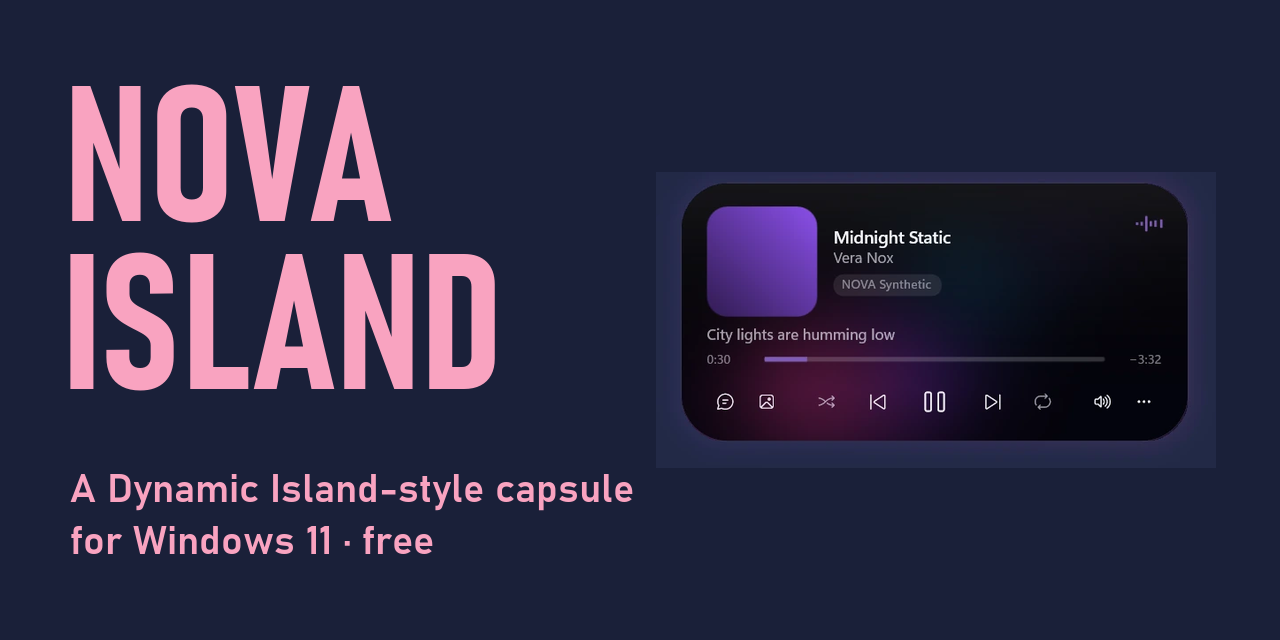 NOVA
ISLAND
A Dynamic Island-style capsule
for Windows 11 · free
Midnight Static
Vera Nox
NOVA Synthetic
City lights are humming low
0:30
−3:32